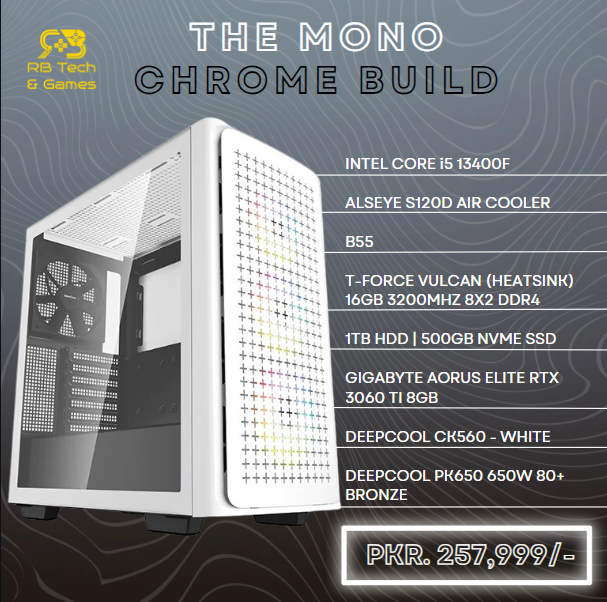 RB Tech
& Games
THE MONO
CHROME BUILD
INTEL CORE i5 13400F
ALSEYE S120D AIR COOLER
B55
T-FORCE VULCAN (HEATSINK)
16GB 3200MHZ 8X2 DDR4
1TB HDD | 500GB NVME SSD
GIGABYTE AORUS ELITE RTX
3060 TI 8GB
DEEPCOOL CK560 - WHITE
DEEPCOOL PK650 650W 80+
BRONZE
PKR. 257,999/-